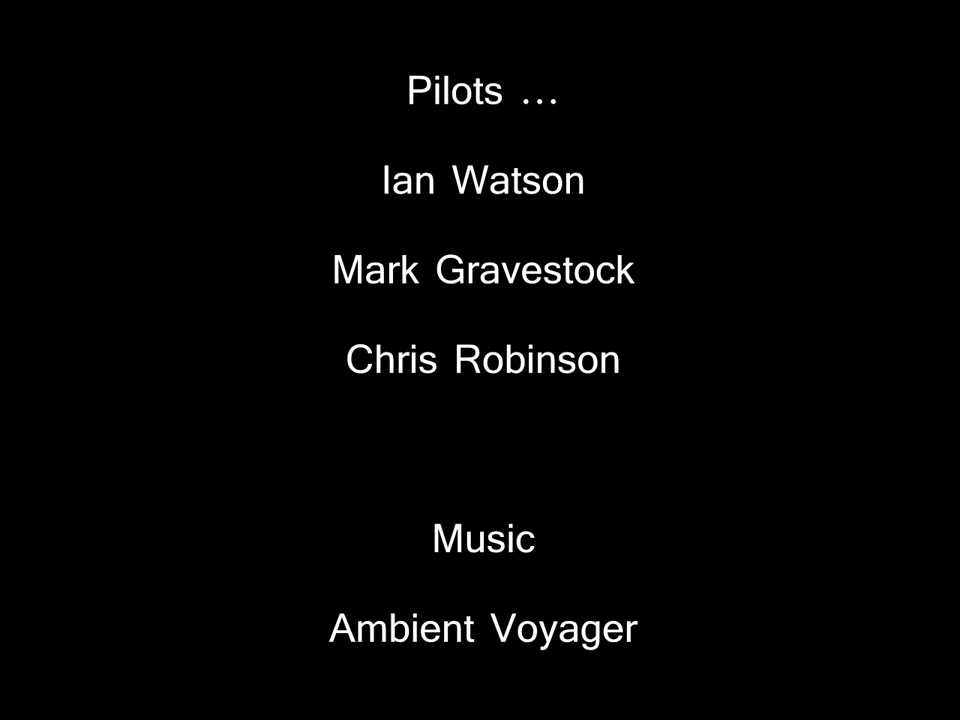 Pilots ...
Ian Watson
Mark Gravestock
Chris Robinson
Music
Ambient Voyager